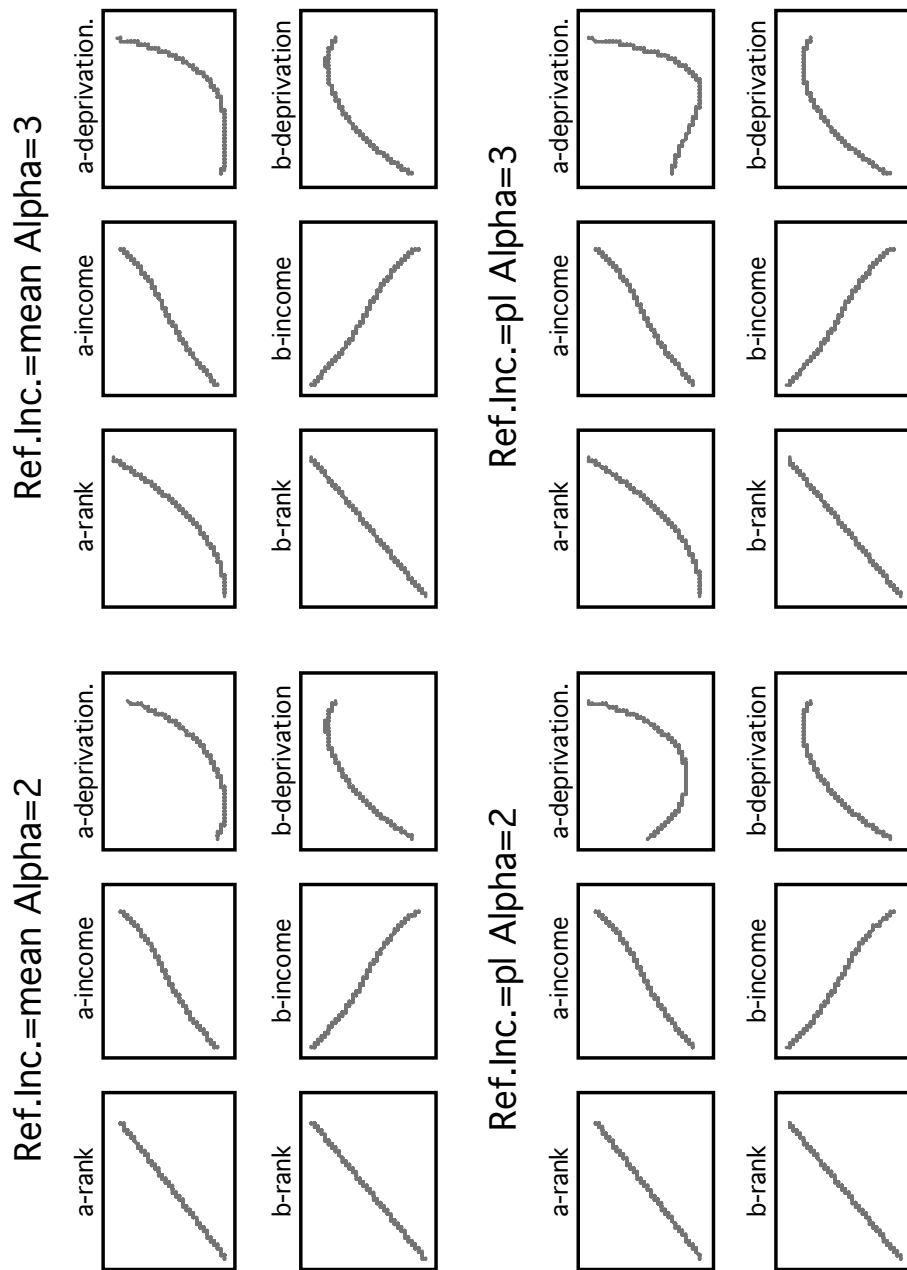 Ref.Inc.=mean Alpha=2
a-rank
a-income
a-deprivation.
b-rank
b-income
b-deprivation
Ref.Inc.=mean Alpha=3
a-rank
a-income
a-deprivation.
b-rank
b-income
b-deprivation
Ref.Inc.=pl Alpha=2
a-rank
a-income
a-deprivation.
b-rank
b-income
b-deprivation
Ref.Inc.=pl Alpha=3
a-rank
a-income
a-deprivation.
b-rank
b-income
b-deprivation